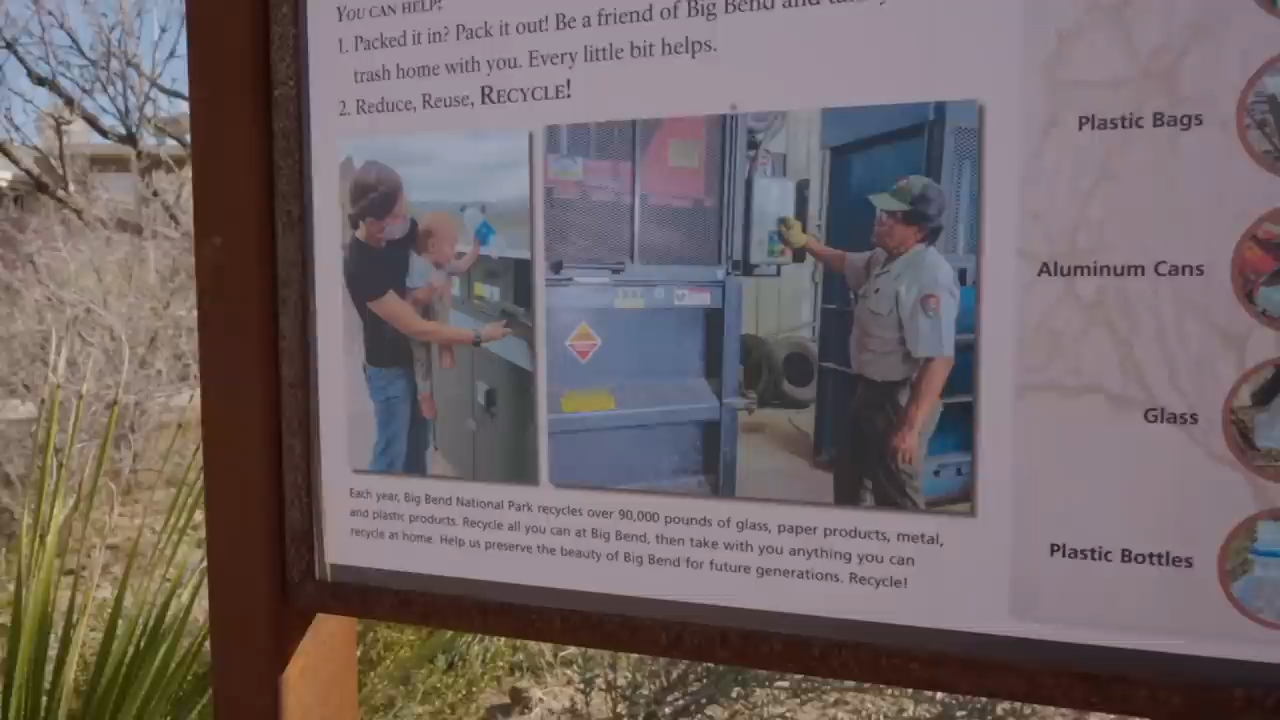 YOU CAN HELP:
1. Packed it in? Pack it out! Be a friend of Big Bend and
trash home with you. Every little bit helps.
2. Reduce, Reuse, RECYCLE!
Each year, Big Bend National Park recycles over 90,000 pounds of glass, paper products, metal,
and plastic products. Recycle all you can at Big Bend, then take with you anything you can
recycle at home. Help us preserve the beauty of Big Bend for future generations. Recycle!
Plastic Bags
Aluminum Cans
Glass
Plastic Bottles